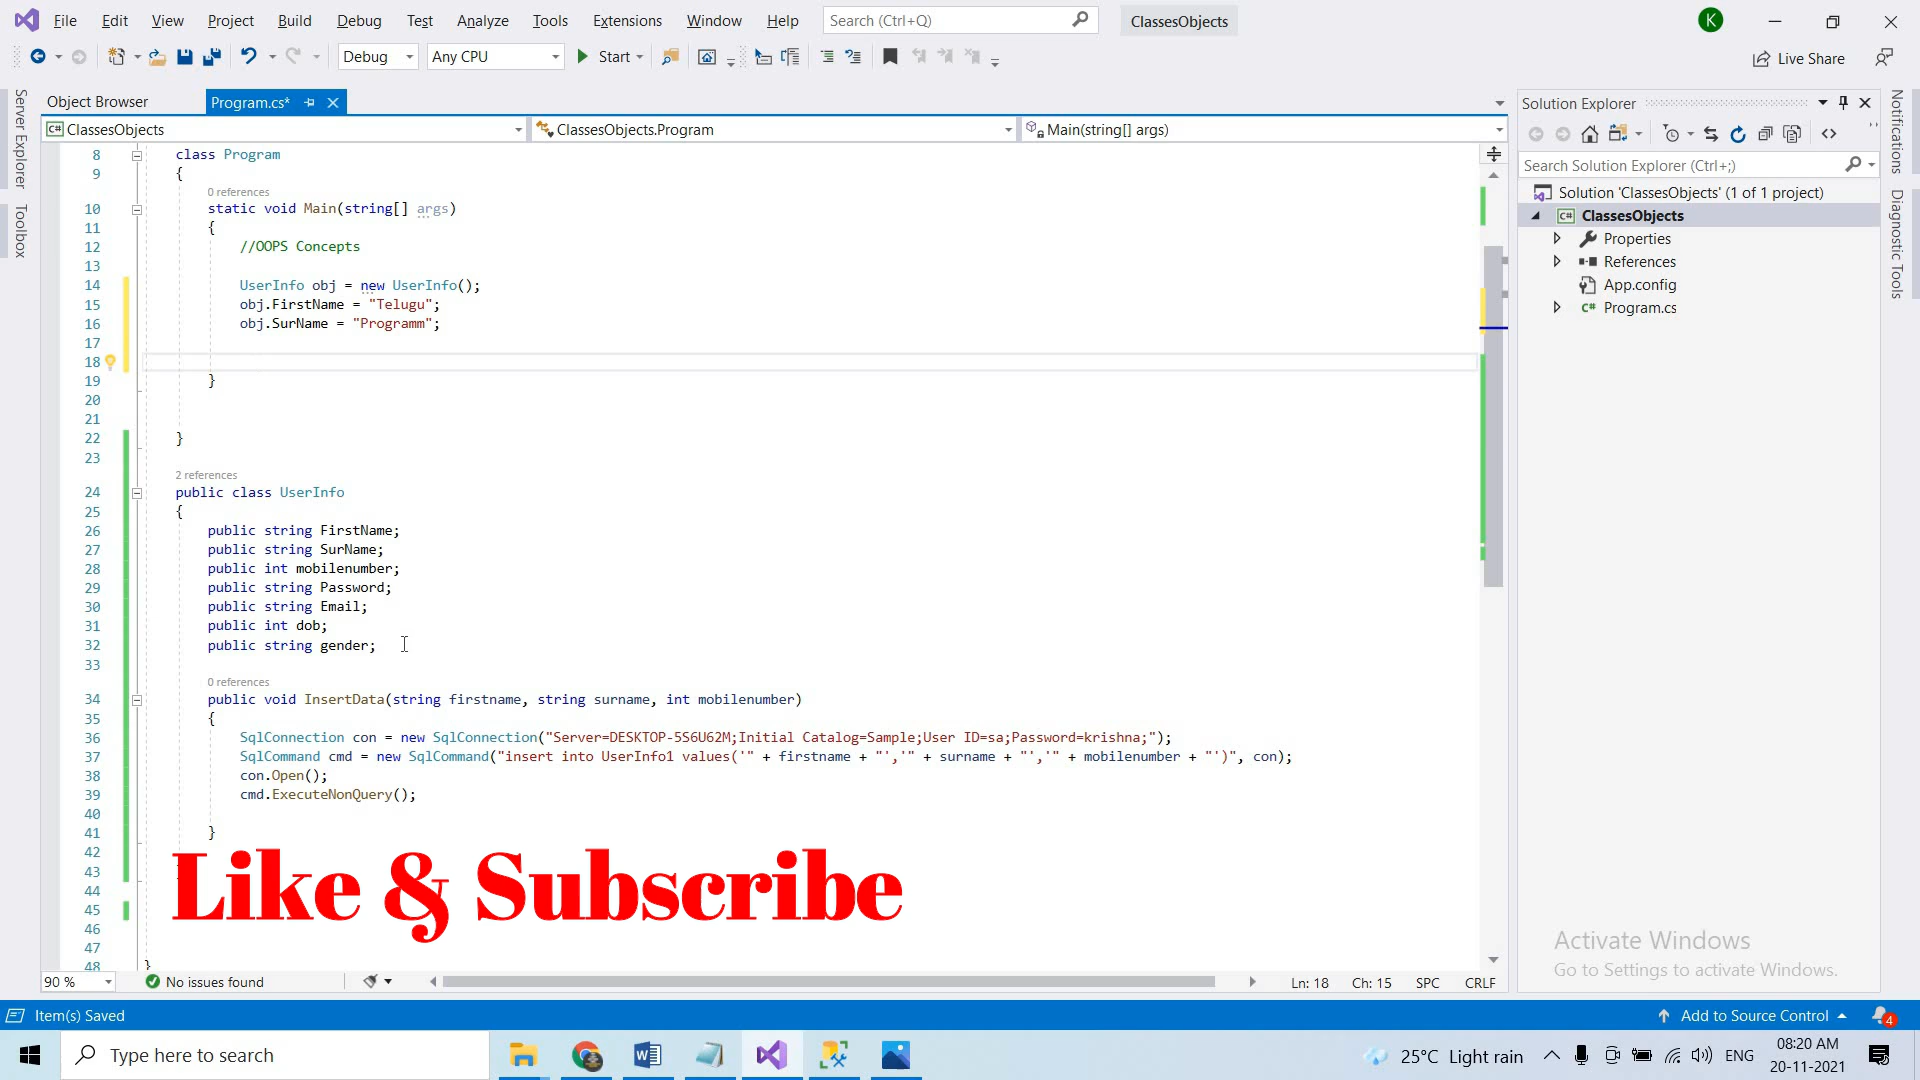 File Edit View Project Build Debug Test Analyze Tools Extensions Window Help Search (Ctrl+Q) ClassesObjects K
Debug Any CPU Start Live Share
Server Explorer
Toolbox
Object Browser Program.cs*
ClassesObjects ClassesObjects.Program Main(string[] args)
8 class Program
9 {
0 references
10 static void Main(string[] args)
11 {
12 //OOPS Concepts
13
14 UserInfo obj = new UserInfo();
15 obj.FirstName = "Telugu";
16 obj.SurName = "Programm";
17
18
19 }
20
21
22 }
23
2 references
24 public class UserInfo
25 {
26 public string FirstName;
27 public string SurName;
28 public int mobilenumber;
29 public string Password;
30 public string Email;
31 public int dob;
32 public string gender;
33
0 references
34 public void InsertData(string firstname, string surname, int mobilenumber)
35 {
36 SqlConnection con = new SqlConnection("Server=DESKTOP-5S6U62M;Initial Catalog=Sample;User ID=sa;Password=krishna;");
37 SqlCommand cmd = new SqlCommand("insert into UserInfo1 values('" + firstname + "','" + surname + "','" + mobilenumber + "')", con);
38 con.Open();
39 cmd.ExecuteNonQuery();
40
41 }
42
43
44
45
46
47
48 }
Like & Subscribe
90 % No issues found Ln: 18 Ch: 15 SPC CRLF
Solution Explorer
Search Solution Explorer (Ctrl+;)
Solution 'ClassesObjects' (1 of 1 project)
ClassesObjects
Properties
References
App.config
Program.cs
Notifications
Diagnostic Tools
Activate Windows
Go to Settings to activate Windows.
Item(s) Saved Add to Source Control 4
Type here to search 25°C Light rain ENG 08:20 AM
20-11-2021